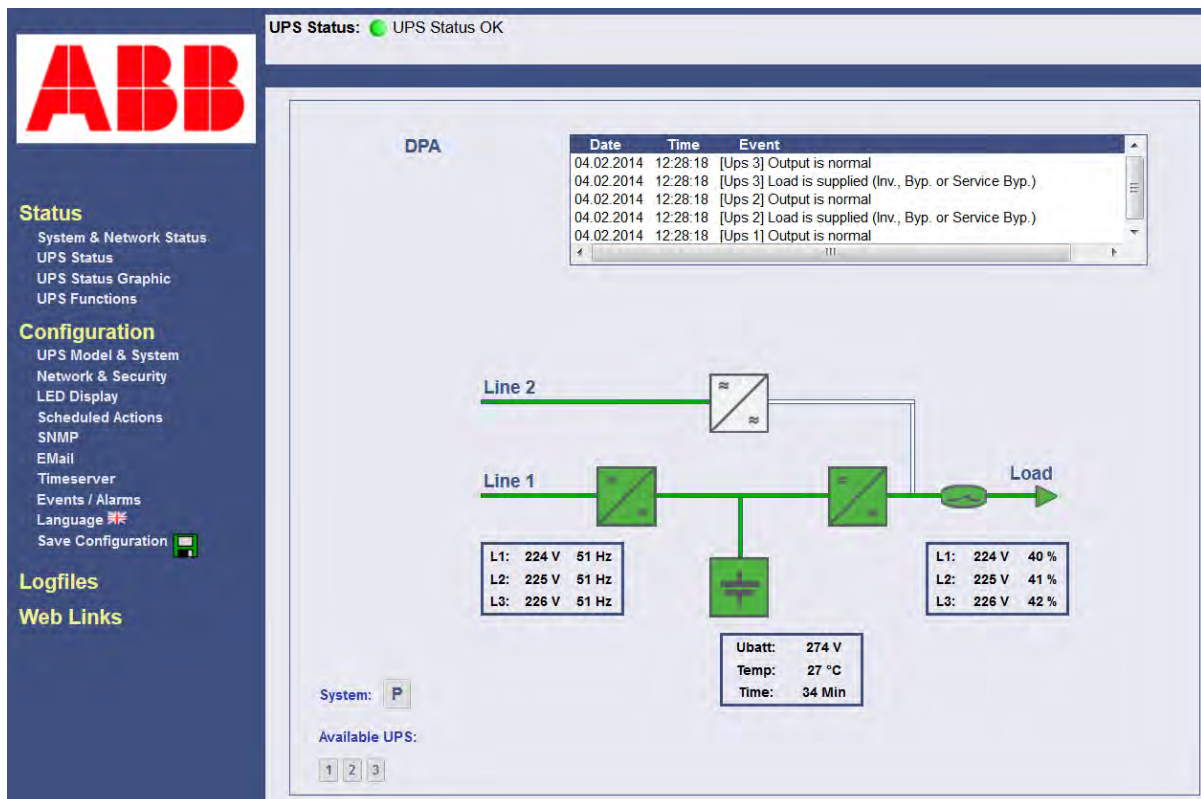 UPS Status: UPS Status OK
ABB
Status
System & Network Status
UPS Status
UPS Status Graphic
UPS Functions
Configuration
UPS Model & System
Network & Security
LED Display
Scheduled Actions
SNMP
EMail
Timeserver
Events / Alarms
Language
Save Configuration
Logfiles
Web Links
DPA
Date Time Event
04.02.2014 12:28:18 [Ups 3] Output is normal
04.02.2014 12:28:18 [Ups 3] Load is supplied (Inv., Byp. or Service Byp.)
04.02.2014 12:28:18 [Ups 2] Output is normal
04.02.2014 12:28:18 [Ups 2] Load is supplied (Inv., Byp. or Service Byp.)
04.02.2014 12:28:18 [Ups 1] Output is normal
Line 2
Line 1
Load
L1: 224 V 51 Hz
L2: 225 V 51 Hz
L3: 226 V 51 Hz
L1: 224 V 40 %
L2: 225 V 41 %
L3: 226 V 42 %
Ubatt: 274 V
Temp: 27 °C
Time: 34 Min
System: P
Available UPS:
1 2 3